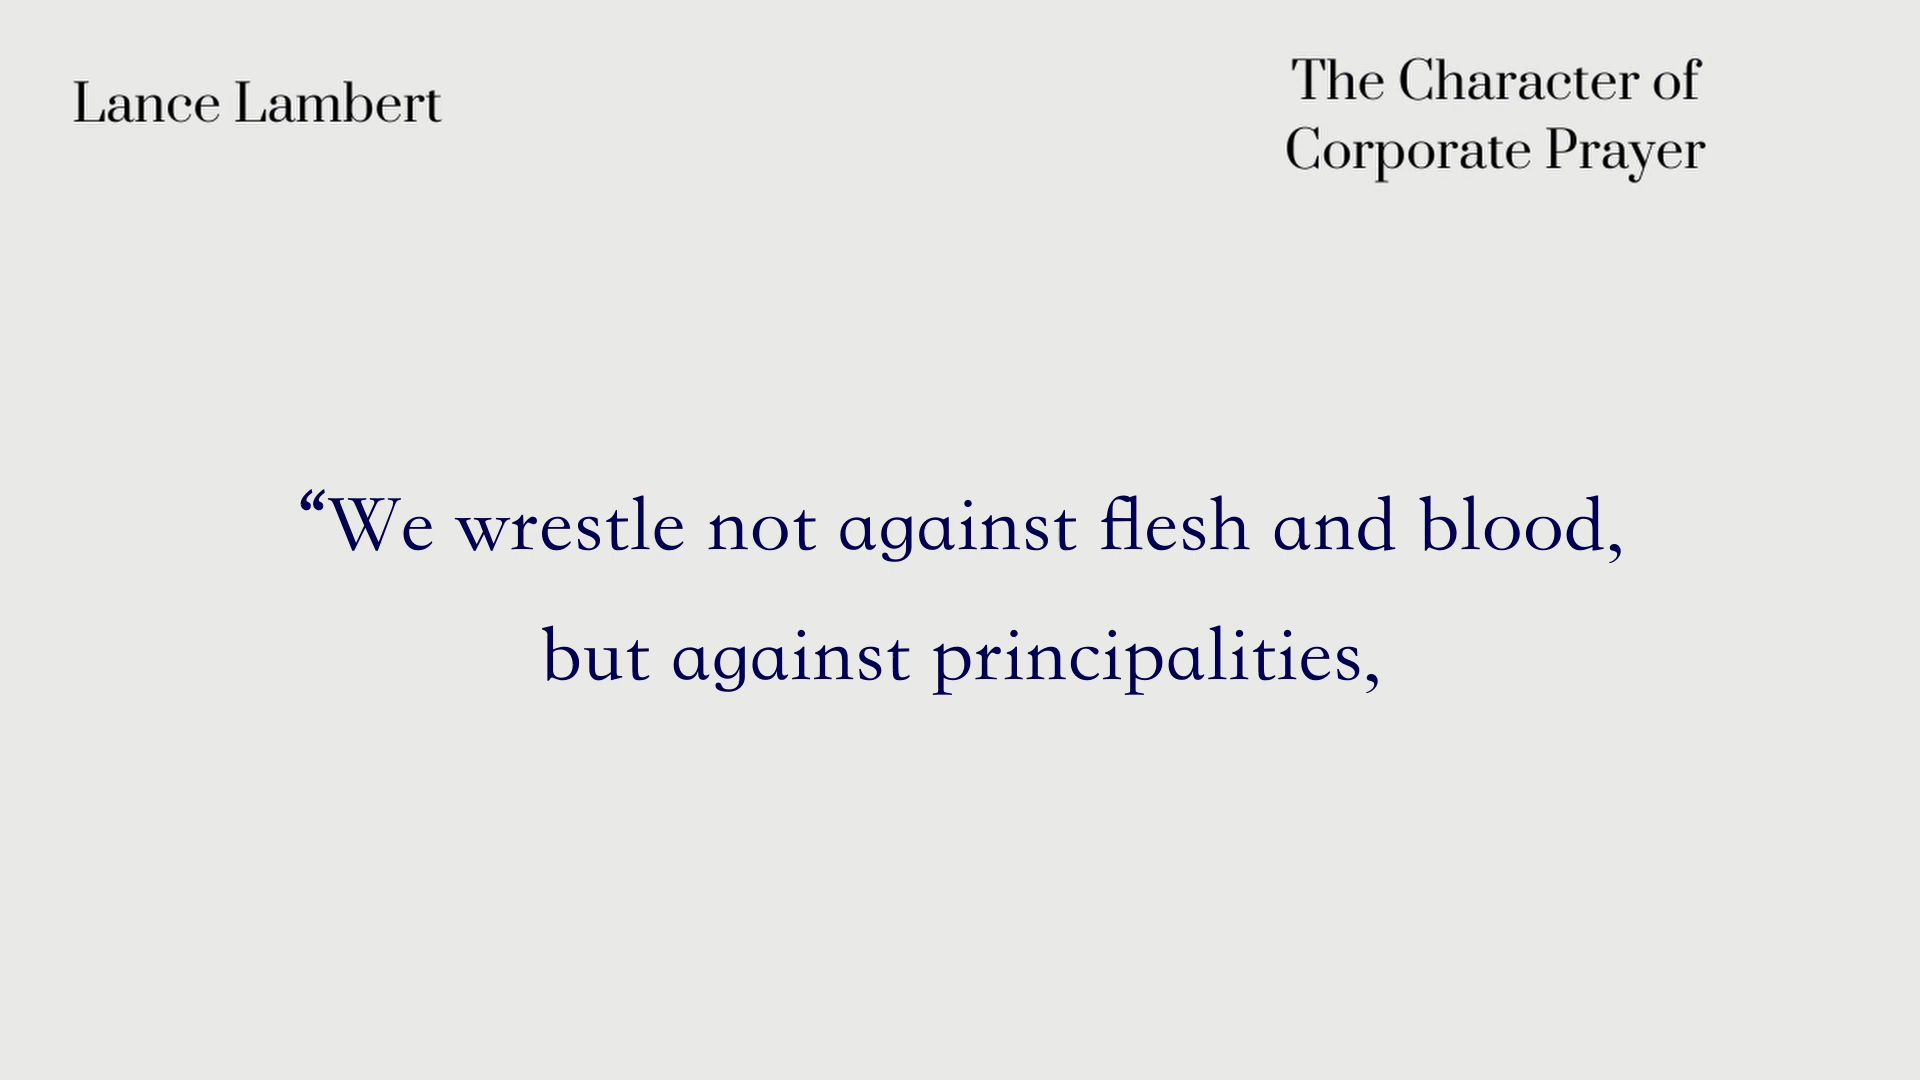 Lance Lambert
The Character of
Corporate Prayer
“We wrestle not against flesh and blood,
but against principalities,